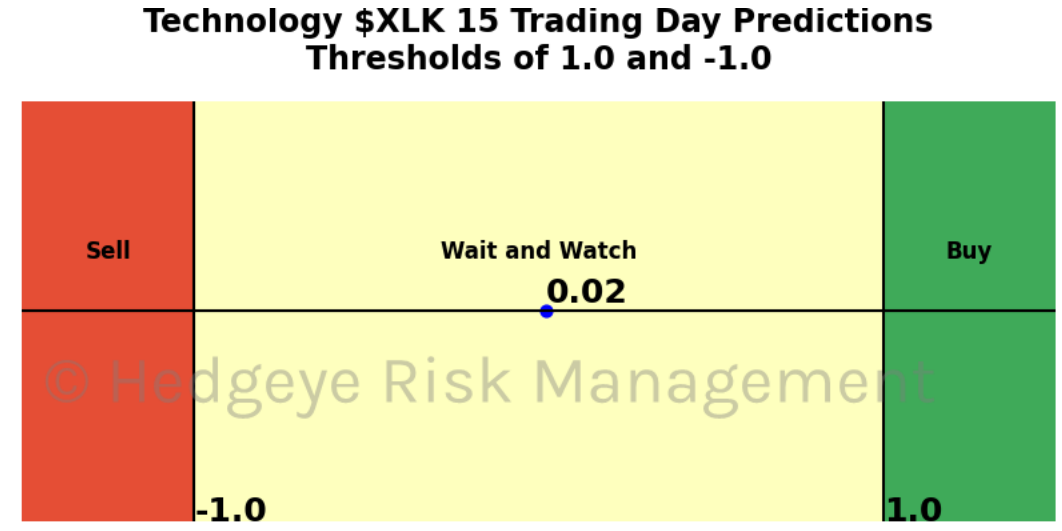 Technology $XLK 15 Trading Day Predictions
Thresholds of 1.0 and -1.0
Sell
Wait and Watch
Buy
0.02
© Hedgeye Risk Management
-1.0
1.0